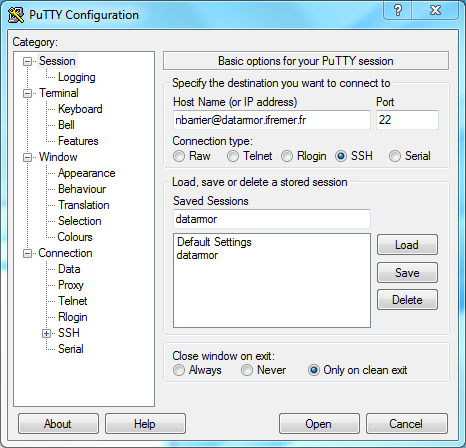 PuTTY Configuration
Category:
Session
Logging
Terminal
Keyboard
Bell
Features
Window
Appearance
Behaviour
Translation
Selection
Colours
Connection
Data
Proxy
Telnet
Rlogin
SSH
Serial
Basic options for your PuTTY session
Specify the destination you want to connect to
Host Name (or IP address) Port
nbarrier@datarmor.ifremer.fr 22
Connection type:
Raw Telnet Rlogin SSH Serial
Load, save or delete a stored session
Saved Sessions
datarmor
Default Settings
datarmor
Load
Save
Delete
Close window on exit:
Always Never Only on clean exit
About Help Open Cancel